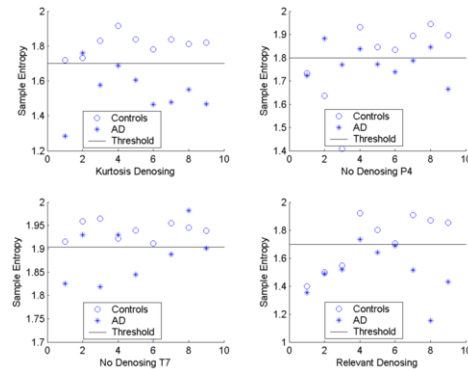 Sample Entropy
2
1.8
1.6
1.4
1.2
0 2 4 6 8 10
Controls
AD
Threshold
Kurtosis Denosing
Sample Entropy
2
1.9
1.8
1.7
1.6
1.5
1.4
0 2 4 6 8 10
Controls
AD
Threshold
No Denosing P4
Sample Entropy
2
1.95
1.9
1.85
1.8
1.75
1.7
0 2 4 6 8 10
Controls
AD
Threshold
No Denosing T7
Sample Entropy
2
1.8
1.6
1.4
1.2
1
0 2 4 6 8 10
Controls
AD
Threshold
Relevant Denosing